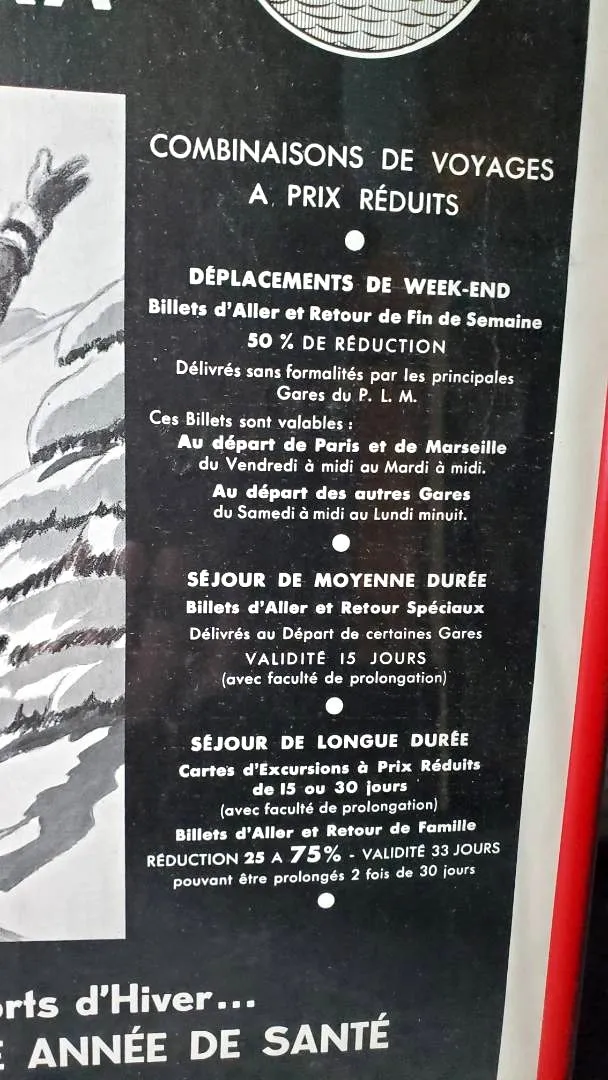 COMBINAISONS DE VOYAGES
A PRIX RÉDUITS
DÉPLACEMENTS DE WEEK-END
Billets d'Aller et Retour de Fin de Semaine
50 % DE RÉDUCTION
Délivrés sans formalités par les principales
Gares du P. L. M.
Ces Billets sont valables :
Au départ de Paris et de Marseille
du Vendredi à midi au Mardi à midi.
Au départ des autres Gares
du Samedi à midi au Lundi minuit.
SÉJOUR DE MOYENNE DURÉE
Billets d'Aller et Retour Spéciaux
Délivrés au Départ de certaines Gares
VALIDITÉ 15 JOURS
(avec faculté de prolongation)
SÉJOUR DE LONGUE DURÉE
Cartes d'Excursions à Prix Réduits
de 15 ou 30 jours
(avec faculté de prolongation)
Billets d'Aller et Retour de Famille
RÉDUCTION 25 A 75% - VALIDITÉ 33 JOURS
pouvant être prolongés 2 fois de 30 jours
orts d'Hiver...
E ANNÉE DE SANTÉ